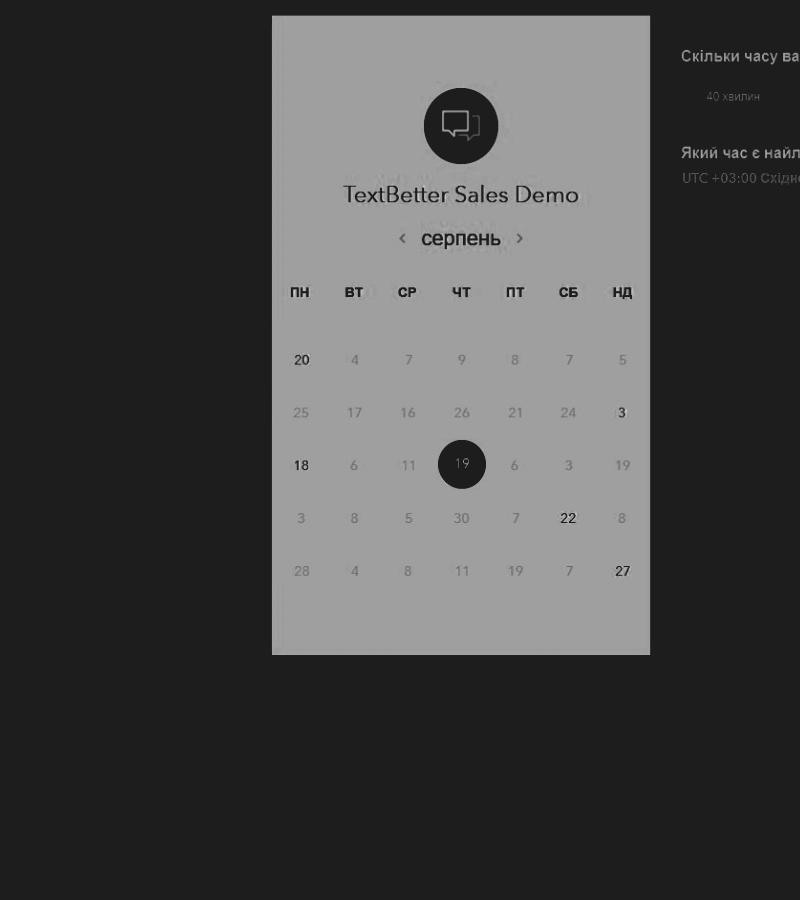 TextBetter Sales Demo
‹ серпень ›
ПН ВТ СР ЧТ ПТ СБ НД
20 4 7 9 8 7 5
25 17 16 26 21 24 3
18 6 11 19 6 3 19
3 8 5 30 7 22 8
28 4 8 11 19 7 27
Скільки часу ва
40 хвилин
Який час є найл
UTC +03:00 Східн